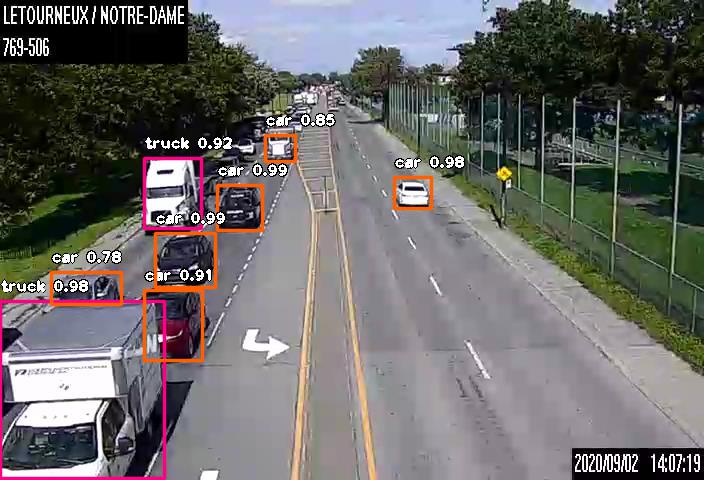 LETOURNEUX / NOTRE-DAME
769-506
car 0.85
truck 0.92
car 0.98
car 0.99
car 0.99
car 0.78
car 0.91
truck 0.98
2020/09/02 14:07:19